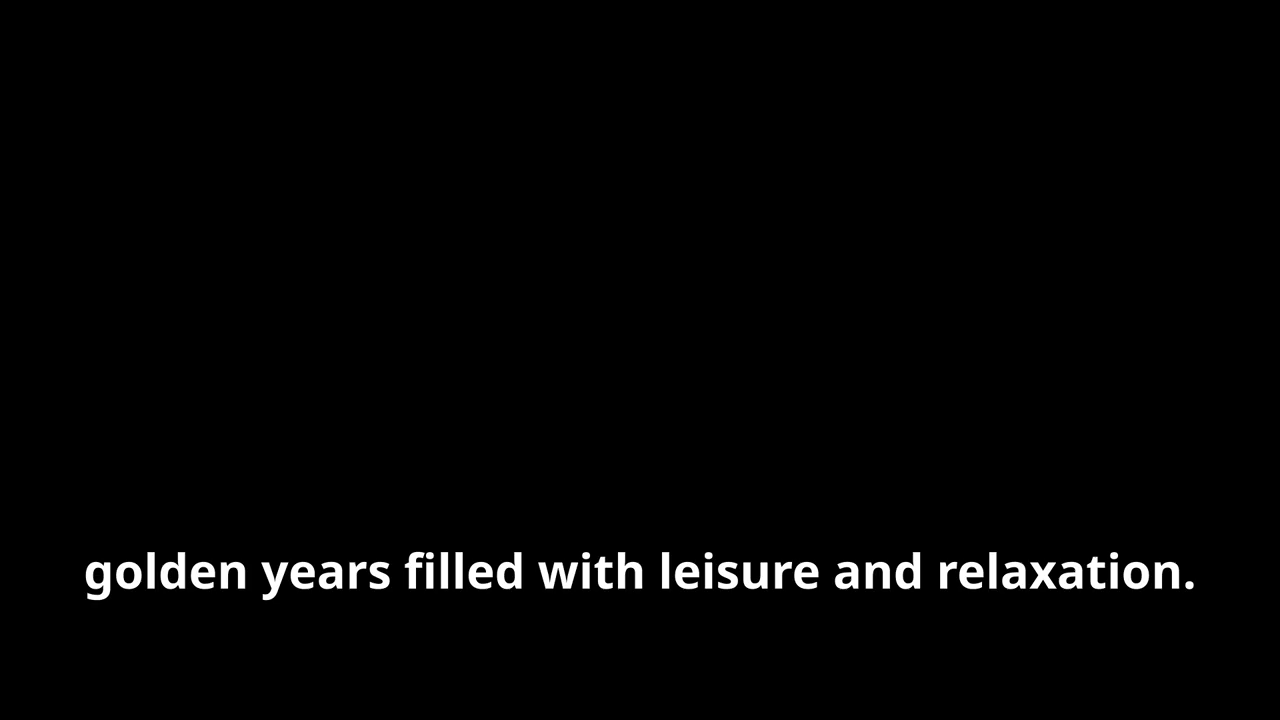 golden years filled with leisure and relaxation.